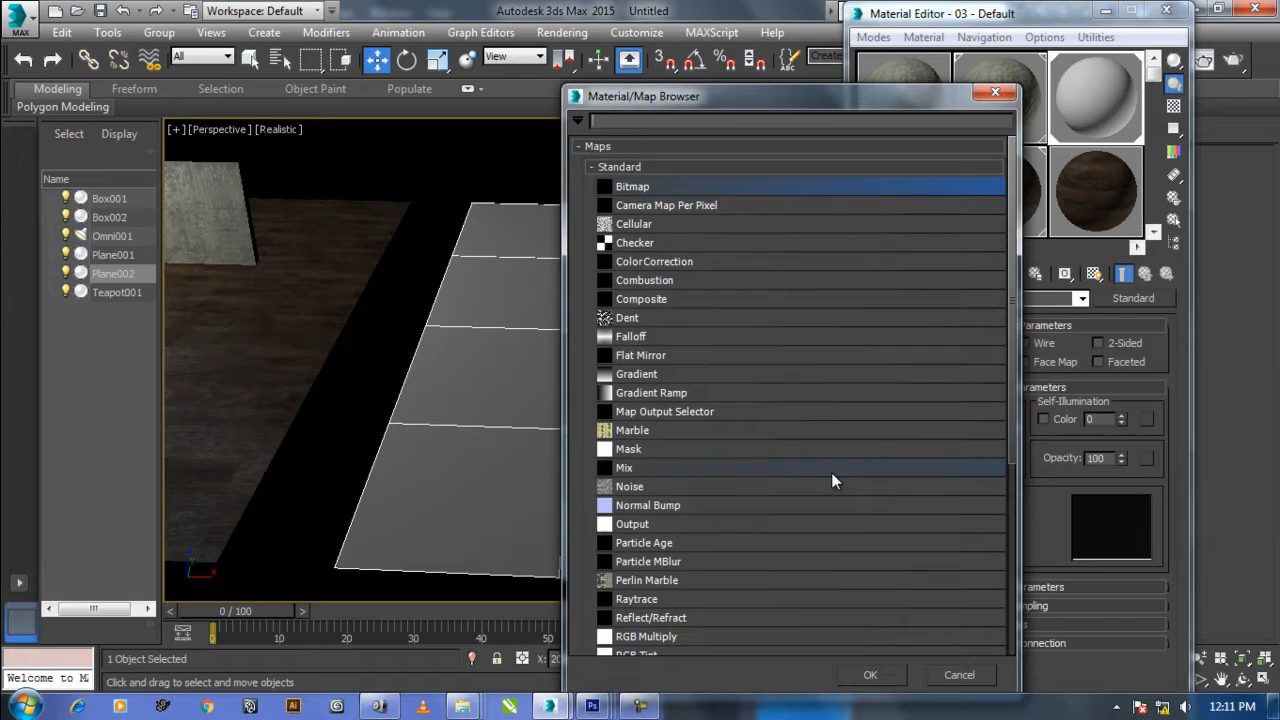 MAX
Workspace: Default
Autodesk 3ds Max 2015
Untitled
Material Editor - 03 - Default
Edit Tools Group Views Create Modifiers Animation Graph Editors Rendering Customize MAXScript Help
Modes Material Navigation Options Utilities
All
View
Create
Modeling Freeform Selection Object Paint Populate
Polygon Modeling
Select Display
Name
Box001
Box002
Omni001
Plane001
Plane002
Teapot001
[+] [Perspective] [Realistic]
Material/Map Browser
- Maps
- Standard
Bitmap
Camera Map Per Pixel
Cellular
Checker
ColorCorrection
Combustion
Composite
Dent
Falloff
Flat Mirror
Gradient
Gradient Ramp
Map Output Selector
Marble
Mask
Mix
Noise
Normal Bump
Output
Particle Age
Particle MBlur
Perlin Marble
Raytrace
Reflect/Refract
RGB Multiply
RGB Tint
OK Cancel
Standard
Parameters
Wire 2-Sided
Face Map Faceted
Self-Illumination
Color 0
Opacity: 100
z
y
x
0 / 100
0 10 20 30 40 50
1 Object Selected
X:
Welcome to M
Click and drag to select and move objects
12:11 PM